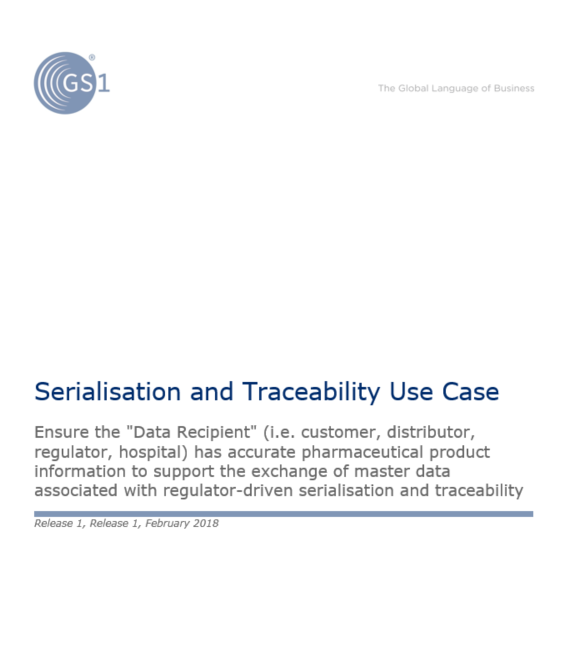 GS1
®
The Global Language of Business
Serialisation and Traceability Use Case
Ensure the "Data Recipient" (i.e. customer, distributor,
regulator, hospital) has accurate pharmaceutical product
information to support the exchange of master data
associated with regulator-driven serialisation and traceability
Release 1, Release 1, February 2018